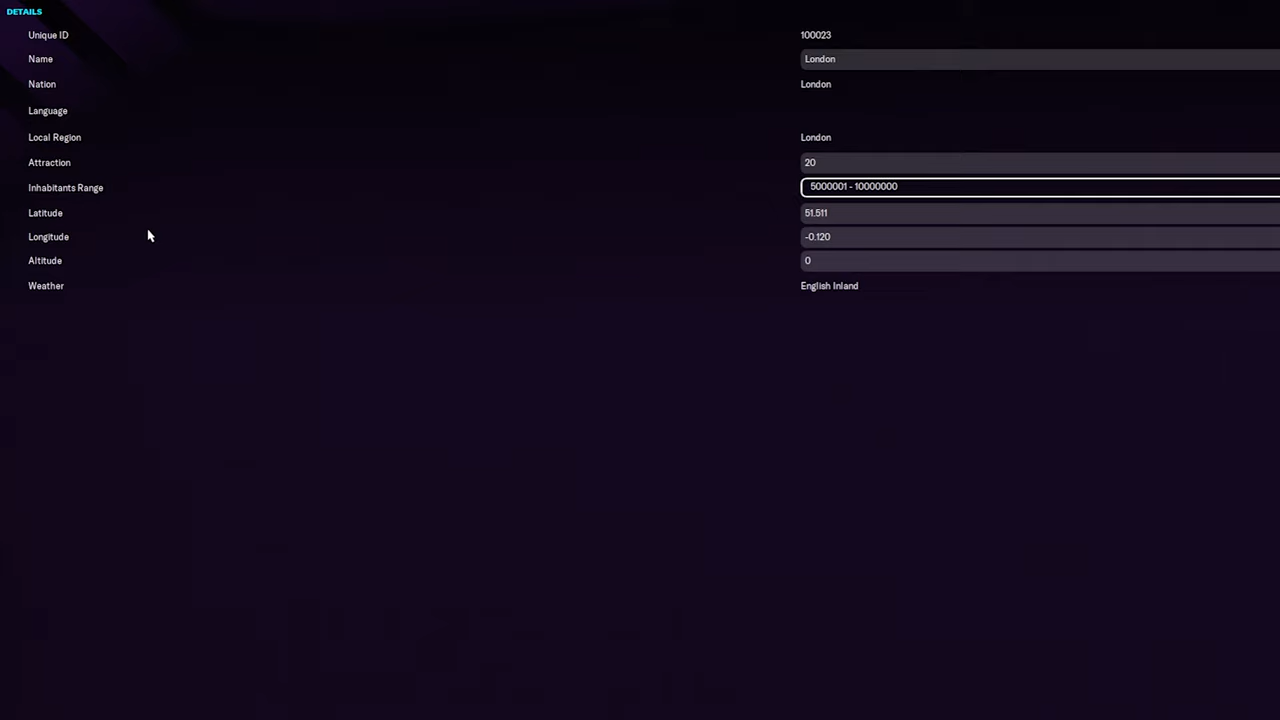 DETAILS
Unique ID 100023
Name London
Nation London
Language
Local Region London
Attraction 20
Inhabitants Range 5000001 - 10000000
Latitude 51.511
Longitude -0.120
Altitude 0
Weather English Inland